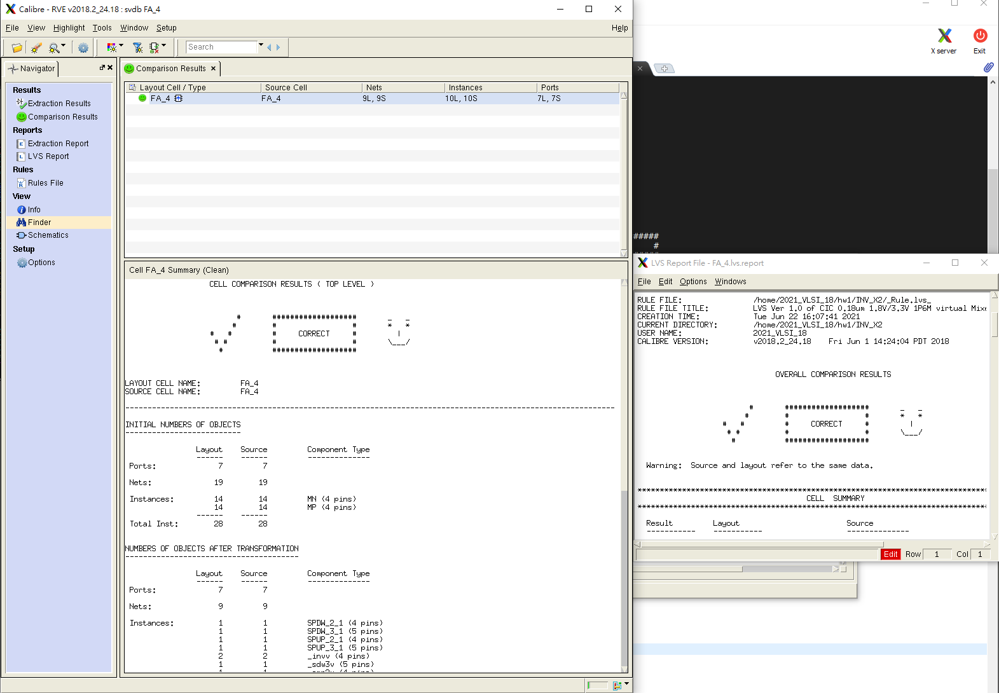 Calibre - RVE v2018.2_24.18 : svdb FA_4
File View Highlight Tools Window Setup Help
Search
Navigator
Results
Extraction Results
Comparison Results
Reports
Extraction Report
LVS Report
Rules
Rules File
View
Info
Finder
Schematics
Setup
Options
Comparison Results
Layout Cell / Type Source Cell Nets Instances Ports
FA_4 FA_4 9L, 9S 10L, 10S 7L, 7S
Cell FA_4 Summary (Clean)
CELL COMPARISON RESULTS ( TOP LEVEL )
# ################### _ _
# # # * *
# # # CORRECT # |
# # # # \___/
# ###################
LAYOUT CELL NAME: FA_4
SOURCE CELL NAME: FA_4
--------------------------------------------------------------------------------------------------------------
INITIAL NUMBERS OF OBJECTS
--------------------------
Layout Source Component Type
------ ------ --------------
Ports: 7 7
Nets: 19 19
Instances: 14 14 MN (4 pins)
14 14 MP (4 pins)
------ ------
Total Inst: 28 28
NUMBERS OF OBJECTS AFTER TRANSFORMATION
---------------------------------------
Layout Source Component Type
------ ------ --------------
Ports: 7 7
Nets: 9 9
Instances: 1 1 SPDW_2_1 (4 pins)
1 1 SPDW_3_1 (5 pins)
1 1 SPUP_2_1 (4 pins)
1 1 SPUP_3_1 (5 pins)
2 2 _invv (4 pins)
1 1 _sdw3v (5 pins)
X server
Exit
#####
#
LVS Report File - FA_4.lvs.report
File Edit Options Windows
RULE FILE: /home/2021_VLSI_18/hw1/INV_X2/_Rule.lvs_
RULE FILE TITLE: LVS Ver 1.0 of CIC 0.18um 1.8V/3.3V 1P6M virtual Mixe
CREATION TIME: Tue Jun 22 16:07:41 2021
CURRENT DIRECTORY: /home/2021_VLSI_18/hw1/INV_X2
USER NAME: 2021_VLSI_18
CALIBRE VERSION: v2018.2_24.18 Fri Jun 1 14:24:04 PDT 2018
OVERALL COMPARISON RESULTS
# ################### _ _
# # # * *
# # # CORRECT # |
# # # # \___/
# ###################
Warning: Source and layout refer to the same data.
*******************************************************************************
CELL SUMMARY
*******************************************************************************
Result Layout Source
----------- ----------- --------------
Edit Row 1 Col 1